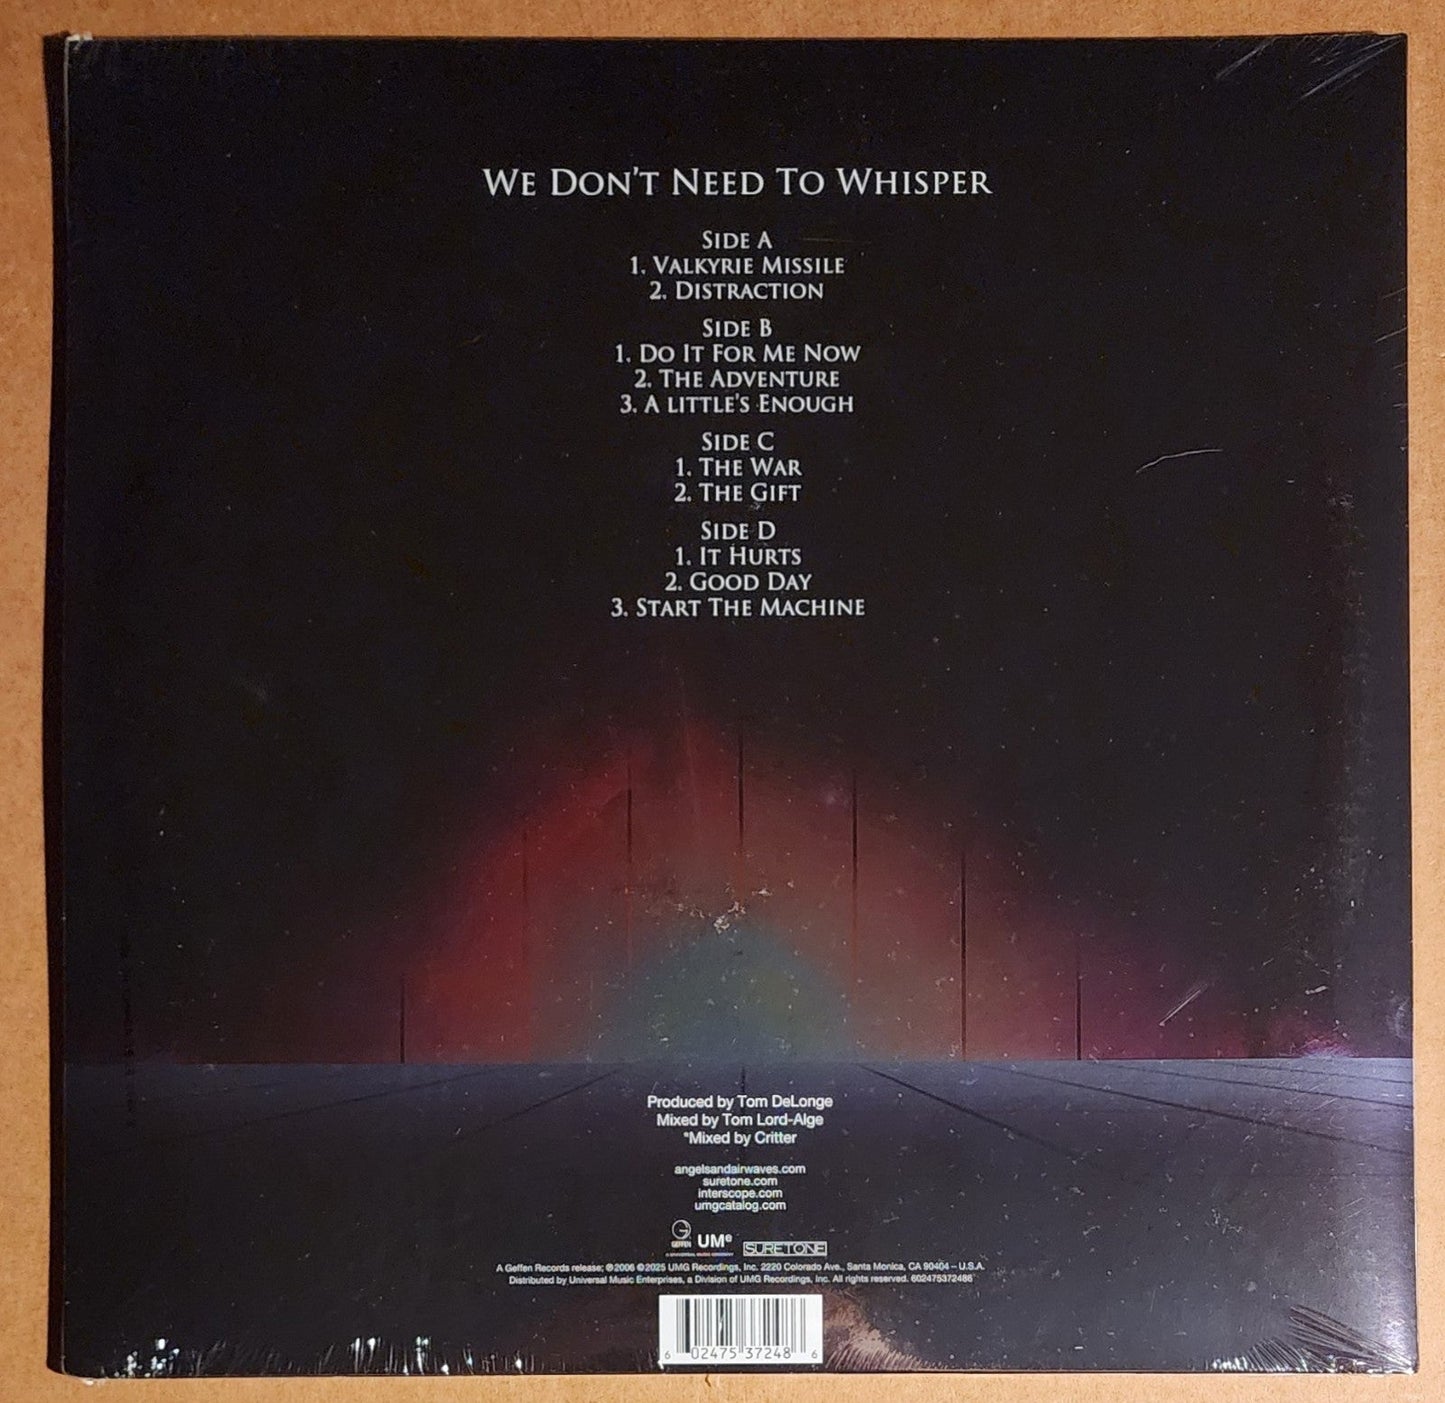 We Don't Need To Whisper
Side A
1. Valkyrie Missile
2. Distraction
Side B
1. Do It For Me Now
2. The Adventure
3. A Little's Enough
Side C
1. The War
2. The Gift
Side D
1. It Hurts
2. Good Day
3. Start The Machine
Produced by Tom DeLonge
Mixed by Tom Lord-Alge
*Mixed by Critter
angelsandairwaves.com
suretone.com
interscope.com
umgcatalog.com
GEFFEN UMe SURETONE
A UNIVERSAL MUSIC COMPANY
A Geffen Records release; ℗2006 ©2025 UMG Recordings, Inc. 2220 Colorado Ave., Santa Monica, CA 90404 – U.S.A.
Distributed by Universal Music Enterprises, a Division of UMG Recordings, Inc. All rights reserved. 602475372486
6 02475 37248 6